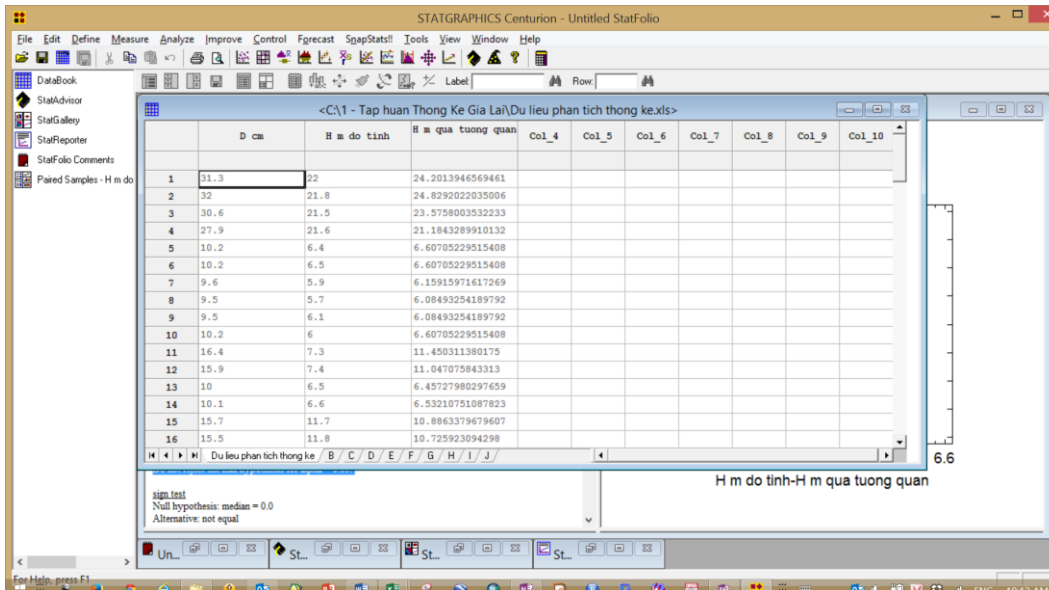 STATGRAPHICS Centurion - Untitled StatFolio
File Edit Define Measure Analyze Improve Control Forecast SnapStats!! Tools View Window Help
Label: Row:
DataBook
StatAdvisor
StatGallery
StatReporter
StatFolio Comments
Paired Samples - H m do
<C:\1 - Tap huan Thong Ke Gia Lai\Du lieu phan tich thong ke.xls>
D cm H m do tinh H m qua tuong quan Col_4 Col_5 Col_6 Col_7 Col_8 Col_9 Col_10
1 31.3 22 24.2013946569461
2 32 21.8 24.8292022035006
3 30.6 21.5 23.5758003532233
4 27.9 21.6 21.1843289910132
5 10.2 6.4 6.60705229515408
6 10.2 6.5 6.60705229515408
7 9.6 5.9 6.15915971617269
8 9.5 5.7 6.08493254189792
9 9.5 6.1 6.08493254189792
10 10.2 6 6.60705229515408
11 16.4 7.3 11.450311380175
12 15.9 7.4 11.047075843313
13 10 6.5 6.45727980297659
14 10.1 6.6 6.53210751087823
15 15.7 11.7 10.8863379679607
16 15.5 11.8 10.725923094298
Du lieu phan tich thong ke B C D E F G H I J
6.6
H m do tinh-H m qua tuong quan
sign test
Null hypothesis: median = 0.0
Alternative: not equal
Un... St... St... St...
For Help, press F1
ENG